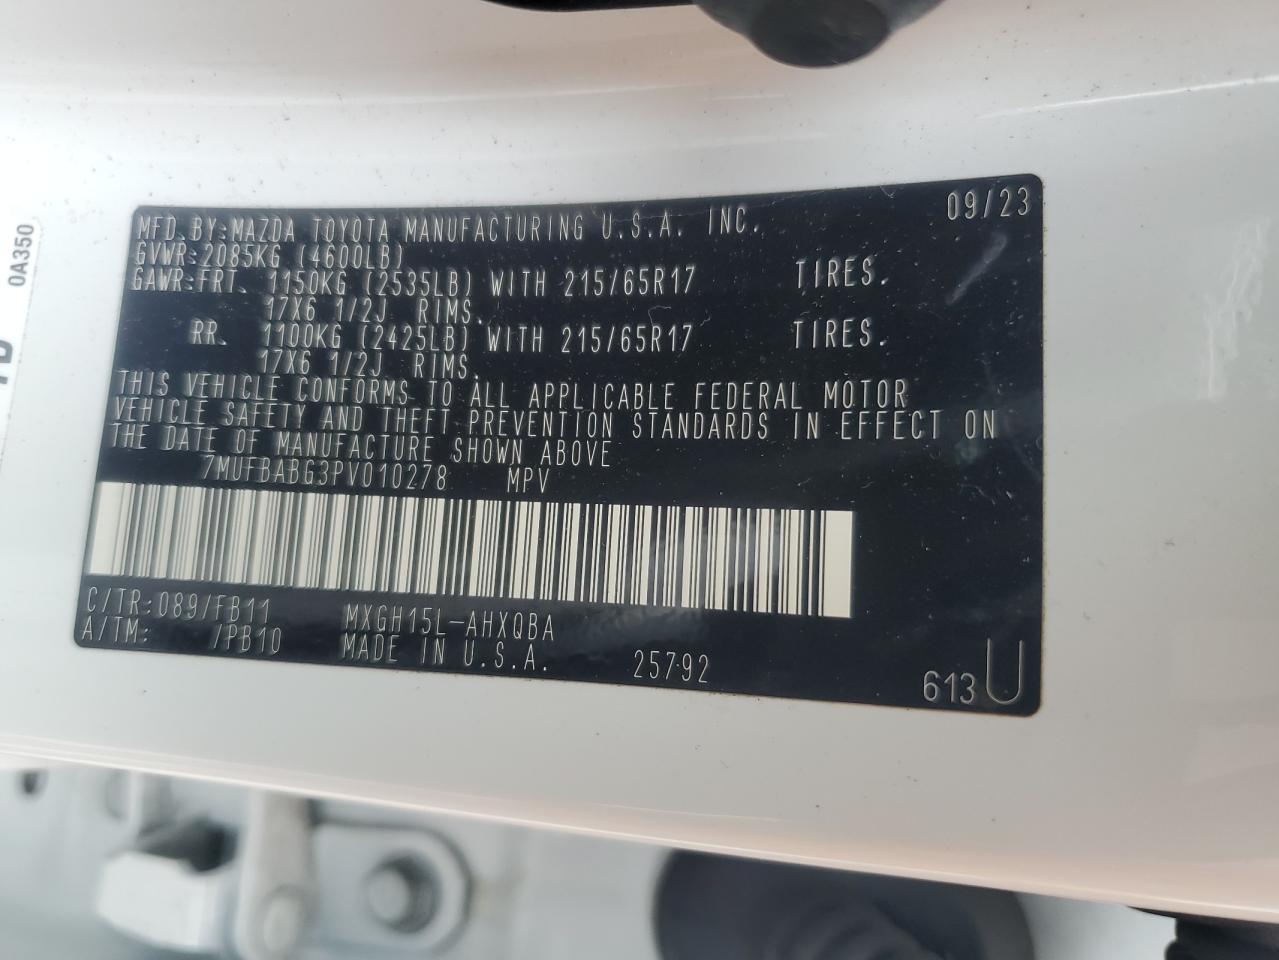 09/23
MFD. BY:MAZDA TOYOTA MANUFACTURING U.S.A. INC.
GVWR:2085KG (4600LB)
GAWR:FRT. 1150KG (2535LB) WITH 215/65R17 TIRES.
17X6 1/2J RIMS.
RR. 1100KG (2425LB) WITH 215/65R17 TIRES.
17X6 1/2J RIMS.
THIS VEHICLE CONFORMS TO ALL APPLICABLE FEDERAL MOTOR
VEHICLE SAFETY AND THEFT PREVENTION STANDARDS IN EFFECT ON
THE DATE OF MANUFACTURE SHOWN ABOVE
7MUFBABG3PV010278 MPV
C/TR:089/FB11 MXGH15L-AHXQBA
A/TM: /PB10 MADE IN U.S.A. 25792
613U
0A350